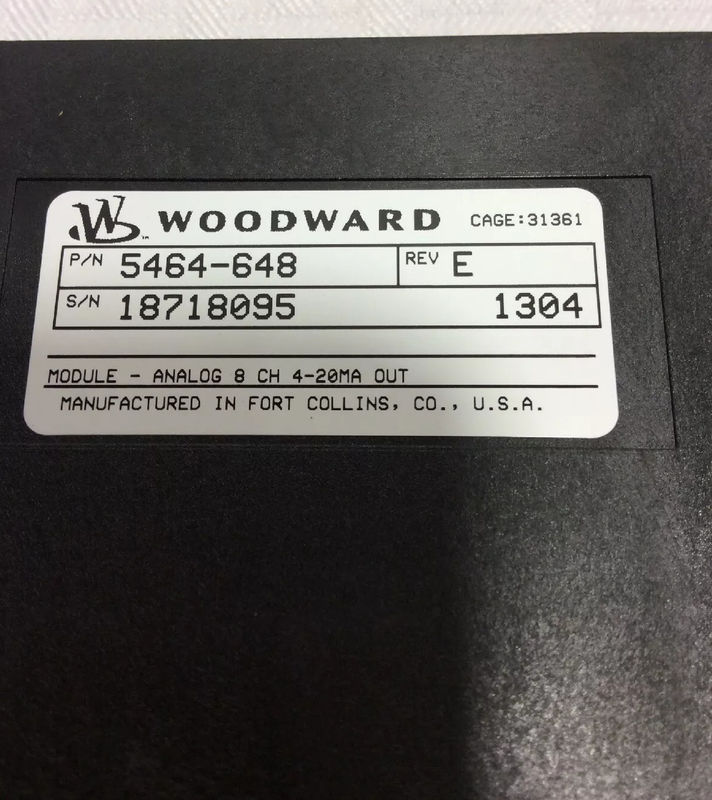 WOODWARD CAGE:31361
P/N 5464-648 REV E
S/N 18718095 1304
MODULE - ANALOG 8 CH 4-20MA OUT
MANUFACTURED IN FORT COLLINS, CO., U.S.A.